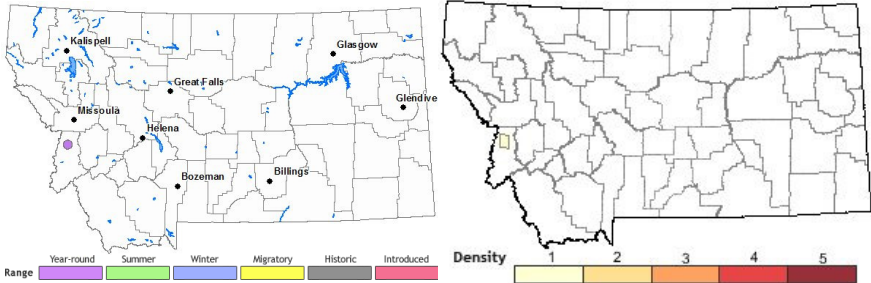 Kalispell
Glasgow
Great Falls
Glendive
Missoula
Helena
Bozeman
Billings
Range Year-round Summer Winter Migratory Historic Introduced
Density 1 2 3 4 5